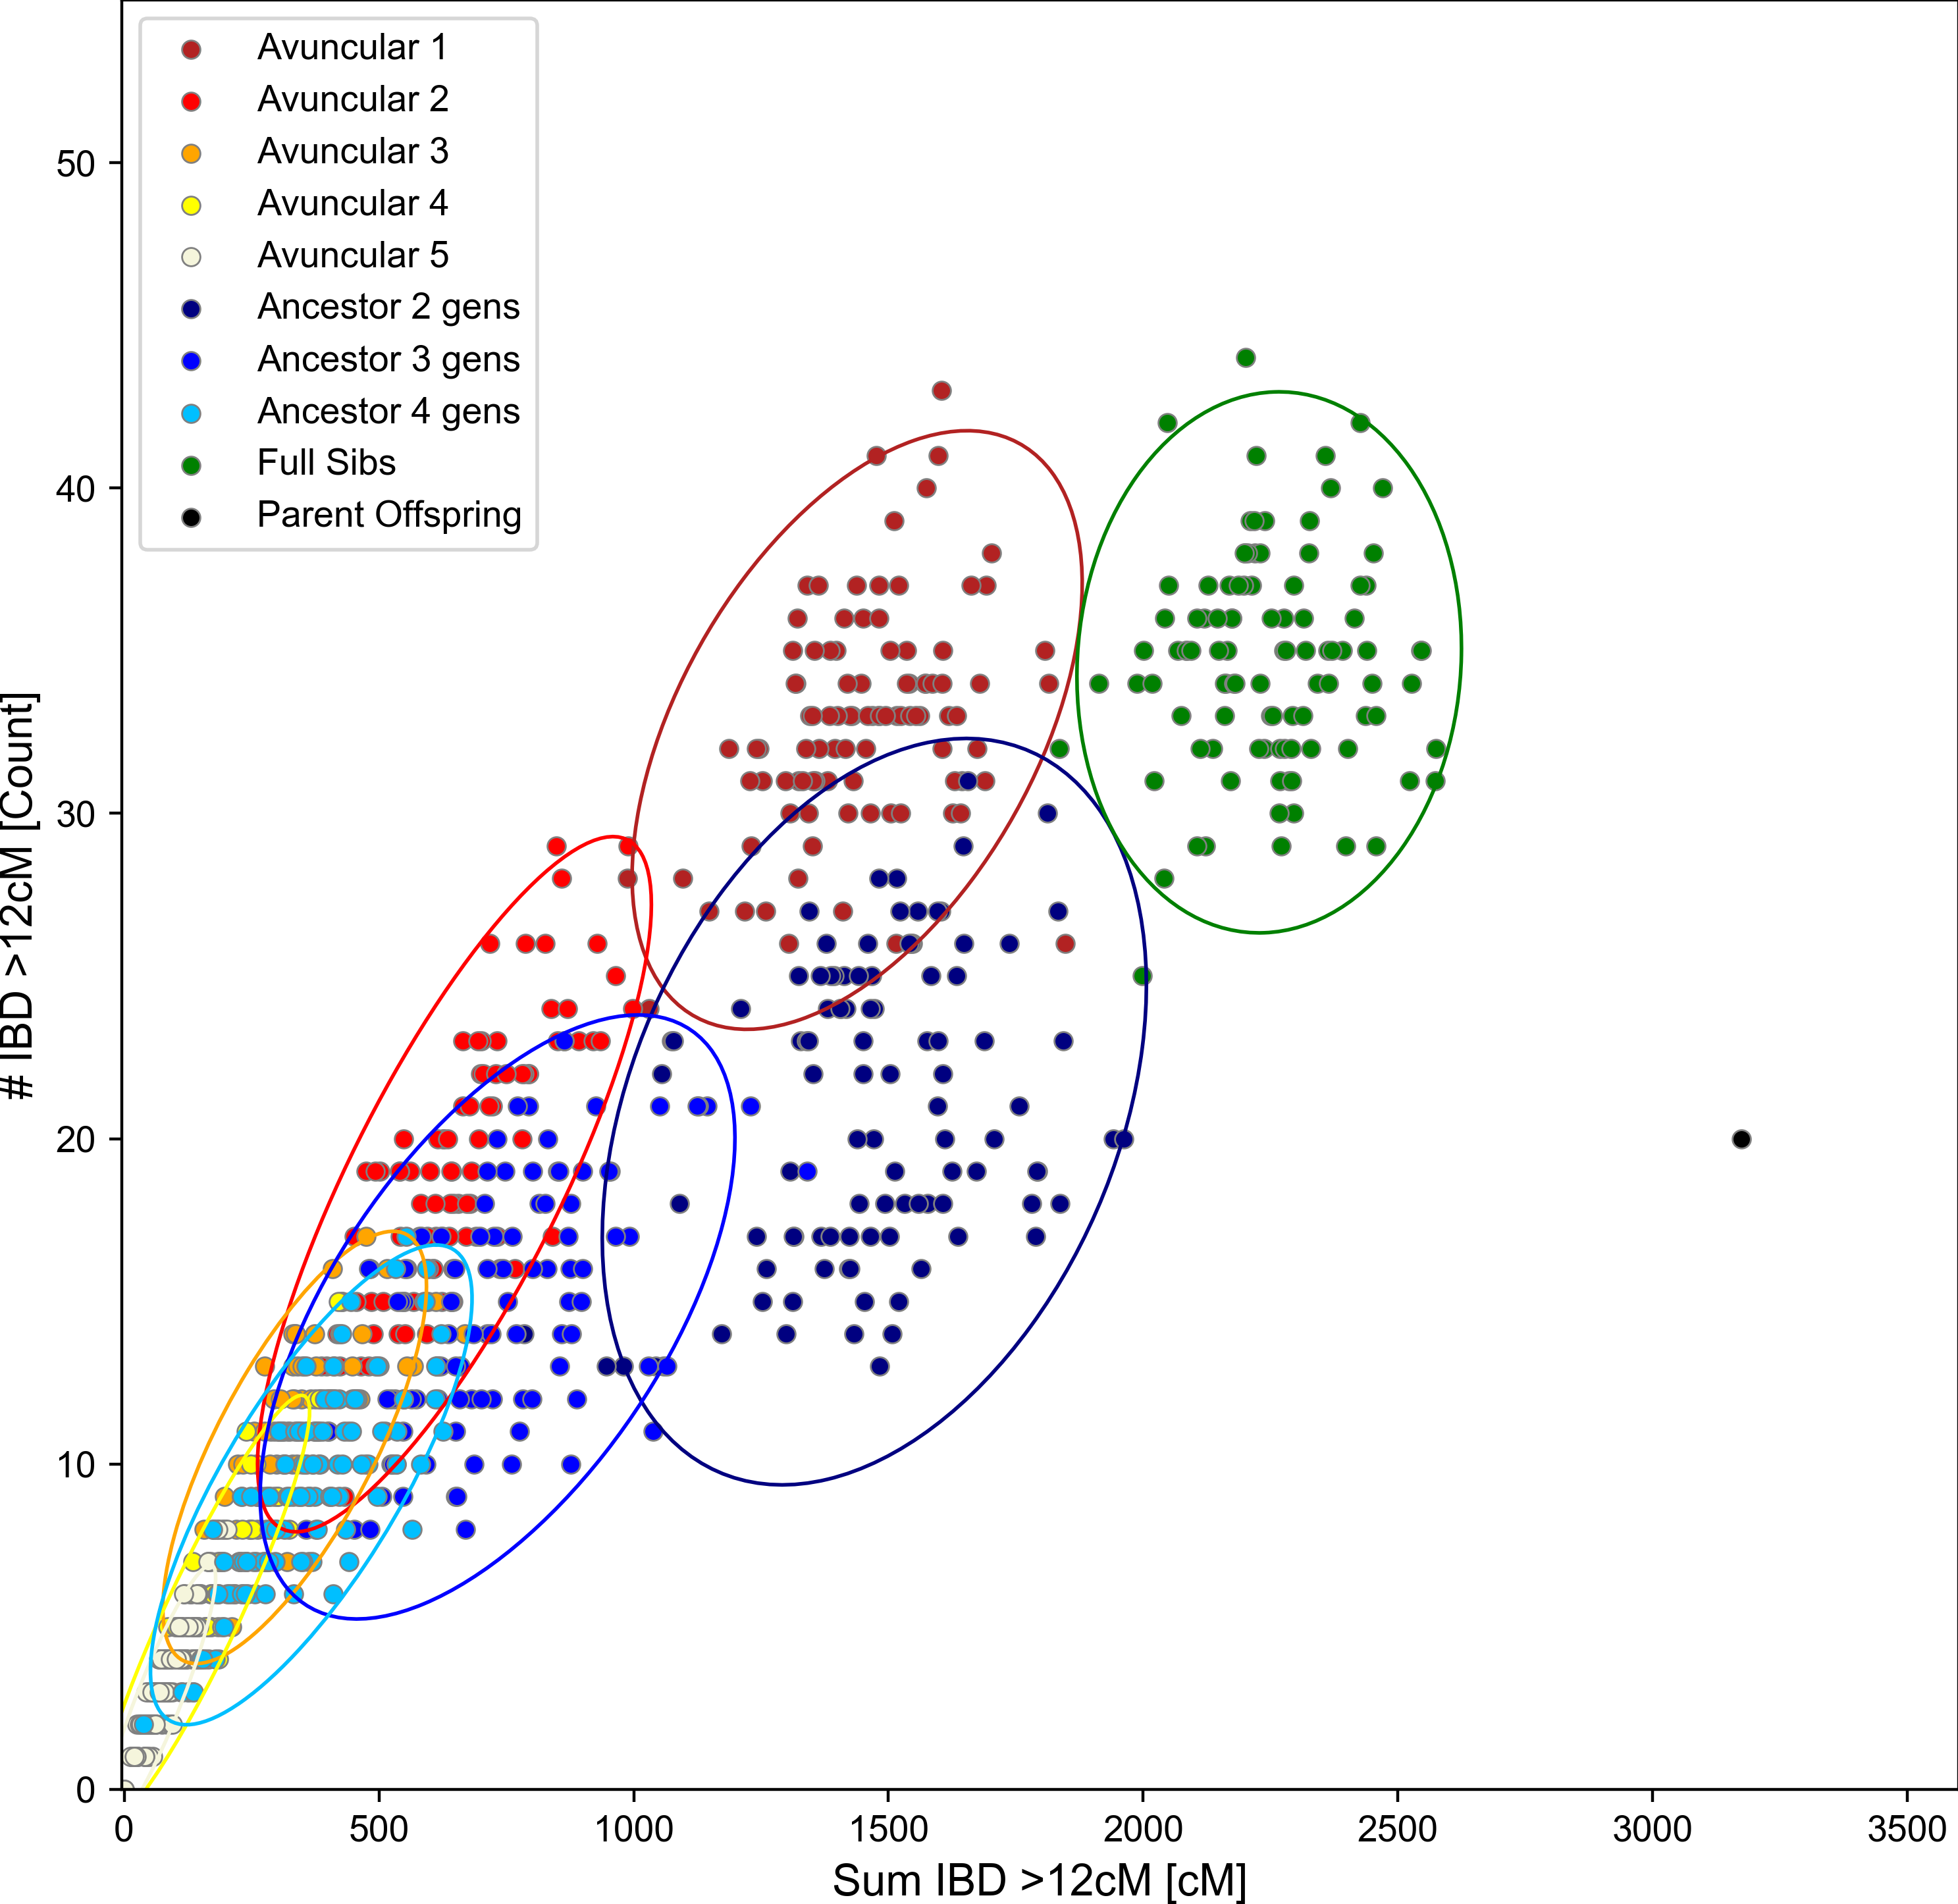 Avuncular 1
Avuncular 2
Avuncular 3
Avuncular 4
Avuncular 5
Ancestor 2 gens
Ancestor 3 gens
Ancestor 4 gens
Full Sibs
Parent Offspring
50
40
30
20
10
0
# IBD >12cM [Count]
0 500 1000 1500 2000 2500 3000 3500
Sum IBD >12cM [cM]